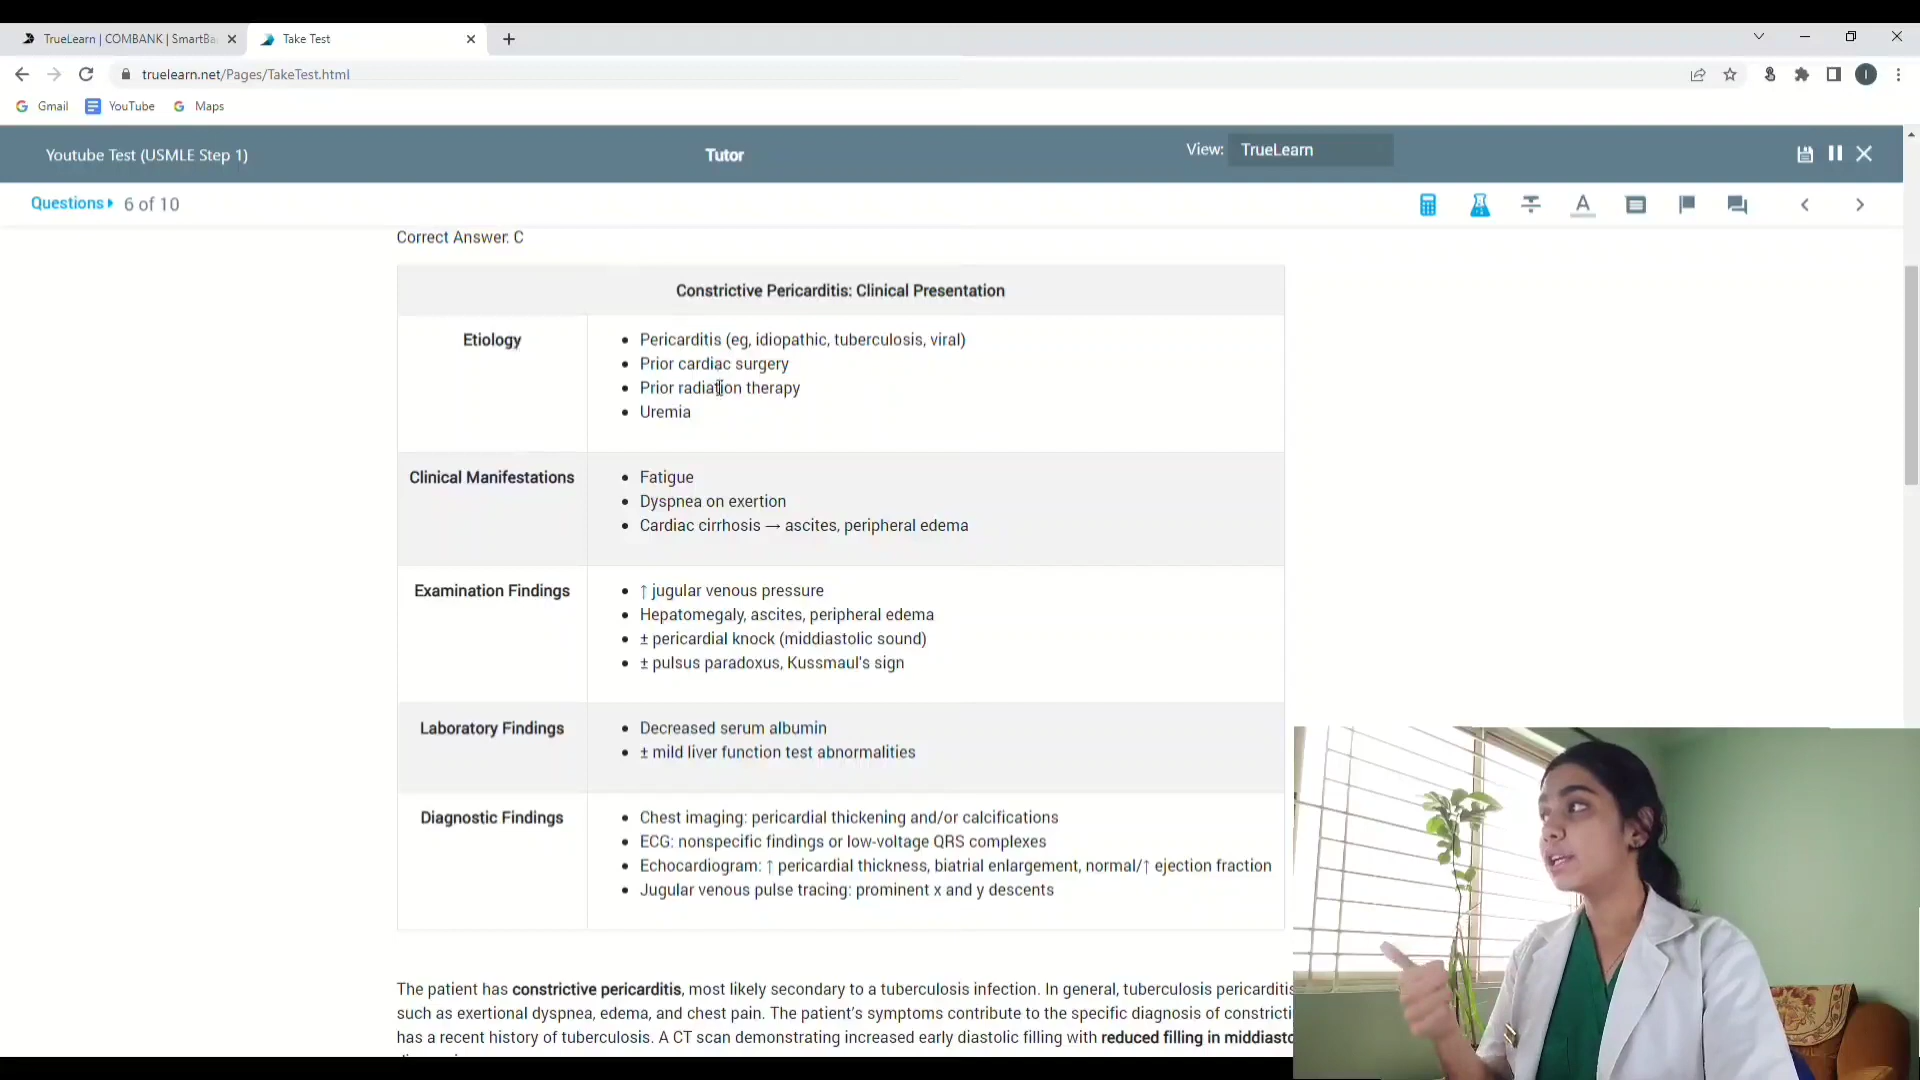 TrueLearn | COMBANK | SmartBa
Take Test
truelearn.net/Pages/TakeTest.html
Gmail YouTube Maps
Youtube Test (USMLE Step 1) Tutor View: TrueLearn
Questions 6 of 10
Correct Answer: C
Constrictive Pericarditis: Clinical Presentation
Etiology
• Pericarditis (eg, idiopathic, tuberculosis, viral)
• Prior cardiac surgery
• Prior radiation therapy
• Uremia
Clinical Manifestations
• Fatigue
• Dyspnea on exertion
• Cardiac cirrhosis → ascites, peripheral edema
Examination Findings
• ↑ jugular venous pressure
• Hepatomegaly, ascites, peripheral edema
• ± pericardial knock (middiastolic sound)
• ± pulsus paradoxus, Kussmaul's sign
Laboratory Findings
• Decreased serum albumin
• ± mild liver function test abnormalities
Diagnostic Findings
• Chest imaging: pericardial thickening and/or calcifications
• ECG: nonspecific findings or low-voltage QRS complexes
• Echocardiogram: ↑ pericardial thickness, biatrial enlargement, normal/↑ ejection fraction
• Jugular venous pulse tracing: prominent x and y descents
The patient has constrictive pericarditis, most likely secondary to a tuberculosis infection. In general, tuberculosis pericarditis
such as exertional dyspnea, edema, and chest pain. The patient's symptoms contribute to the specific diagnosis of constricti
has a recent history of tuberculosis. A CT scan demonstrating increased early diastolic filling with reduced filling in middiasto